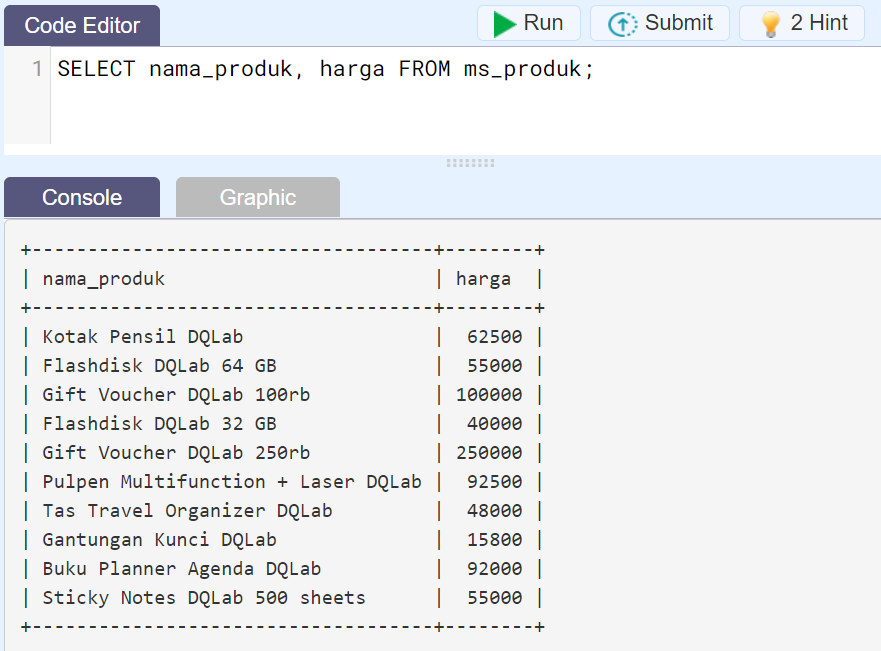 Code Editor
Run
Submit
2 Hint
1 SELECT nama_produk, harga FROM ms_produk;
Console
Graphic
+------------------------------------+--------+
| nama_produk                        | harga  |
+------------------------------------+--------+
| Kotak Pensil DQLab                 |  62500 |
| Flashdisk DQLab 64 GB              |  55000 |
| Gift Voucher DQLab 100rb           | 100000 |
| Flashdisk DQLab 32 GB              |  40000 |
| Gift Voucher DQLab 250rb           | 250000 |
| Pulpen Multifunction + Laser DQLab |  92500 |
| Tas Travel Organizer DQLab         |  48000 |
| Gantungan Kunci DQLab              |  15800 |
| Buku Planner Agenda DQLab          |  92000 |
| Sticky Notes DQLab 500 sheets      |  55000 |
+------------------------------------+--------+